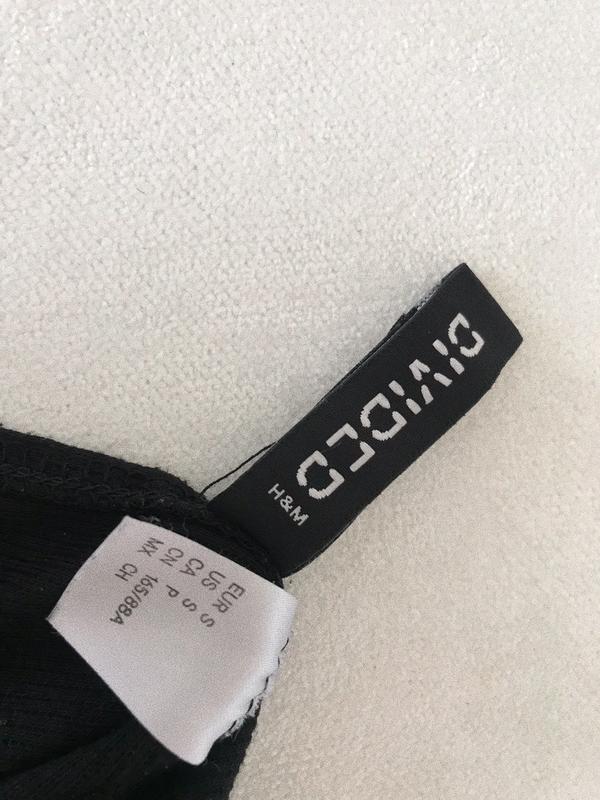 DIVIDED
H&M
EUR S
US S
CA P
CN 165/88A
MX CH